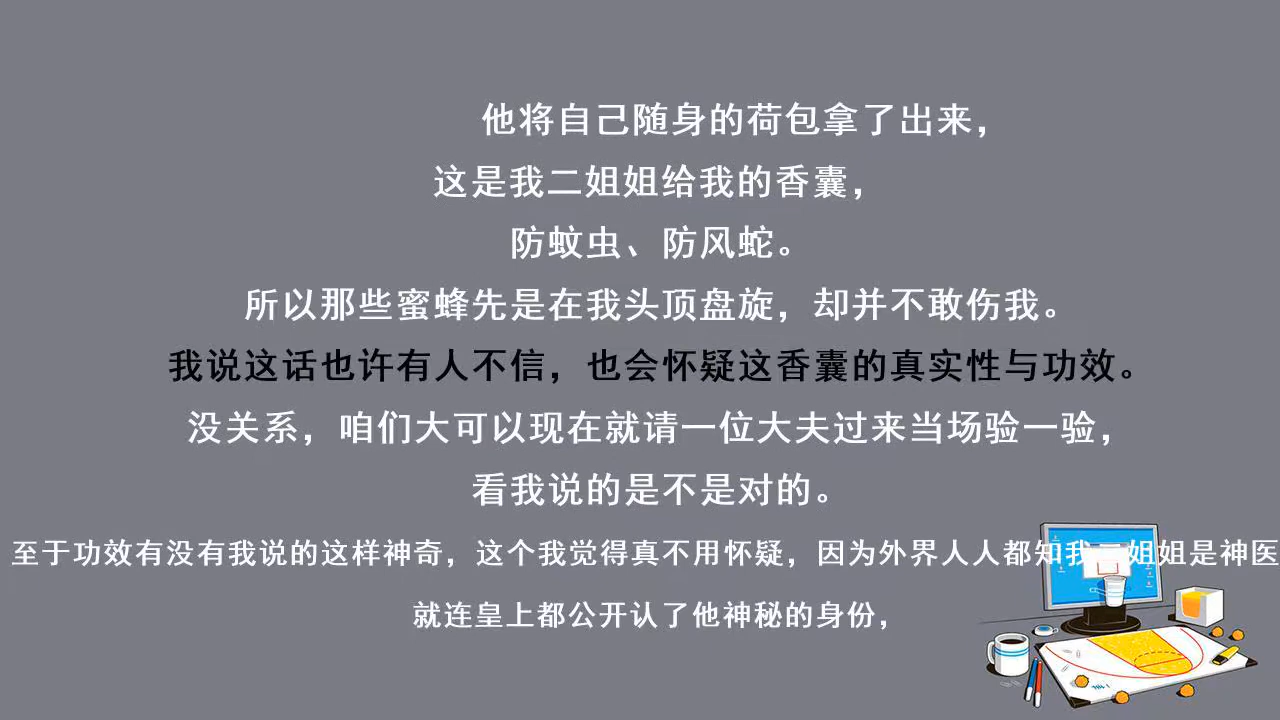 他将自己随身的荷包拿了出来，
这是我二姐姐给我的香囊，
防蚊虫、防风蛇。
所以那些蜜蜂先是在我头顶盘旋，却并不敢伤我。
我说这话也许有人不信，也会怀疑这香囊的真实性与功效。
没关系，咱们大可以现在就请一位大夫过来当场验一验，
看我说的是不是对的。
至于功效有没有我说的这样神奇，这个我觉得真不用怀疑，因为外界人人都知我二姐姐是神医
就连皇上都公开认了他神秘的身份，